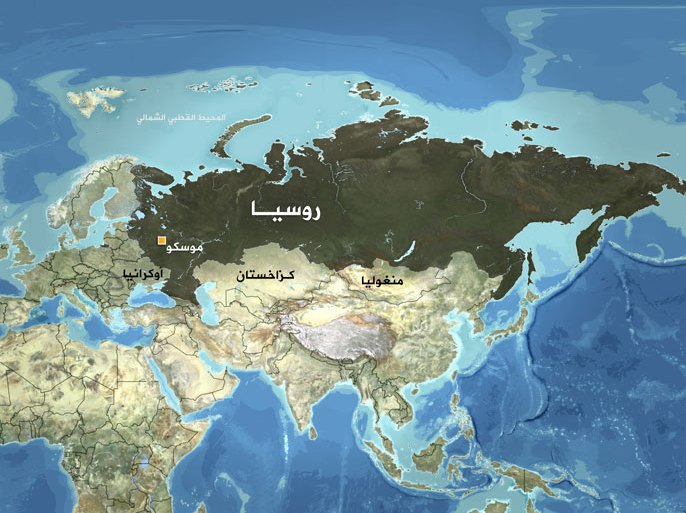 المحيط القطبي الشمالي
روسيا
موسكو
أوكرانيا
كزاخستان
منغوليا